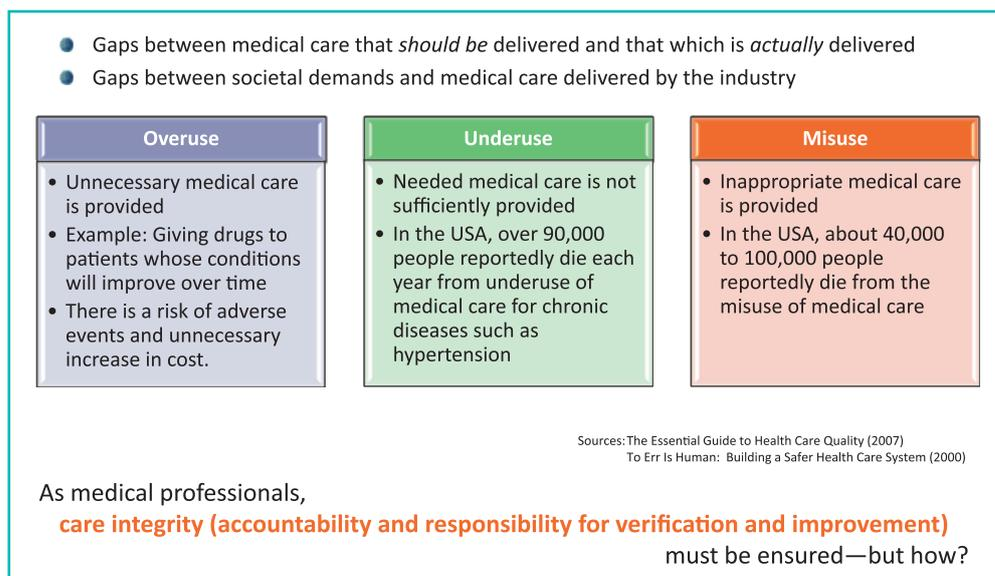 Gaps between medical care that should be delivered and that which is actually delivered
Gaps between societal demands and medical care delivered by the industry
Overuse
• Unnecessary medical care
is provided
• Example: Giving drugs to
patients whose conditions
will improve over time
• There is a risk of adverse
events and unnecessary
increase in cost.
Underuse
• Needed medical care is not
sufficiently provided
• In the USA, over 90,000
people reportedly die each
year from underuse of
medical care for chronic
diseases such as
hypertension
Misuse
• Inappropriate medical care
is provided
• In the USA, about 40,000
to 100,000 people
reportedly die from the
misuse of medical care
Sources: The Essential Guide to Health Care Quality (2007)
To Err Is Human: Building a Safer Health Care System (2000)
As medical professionals,
care integrity (accountability and responsibility for verification and improvement)
must be ensured—but how?